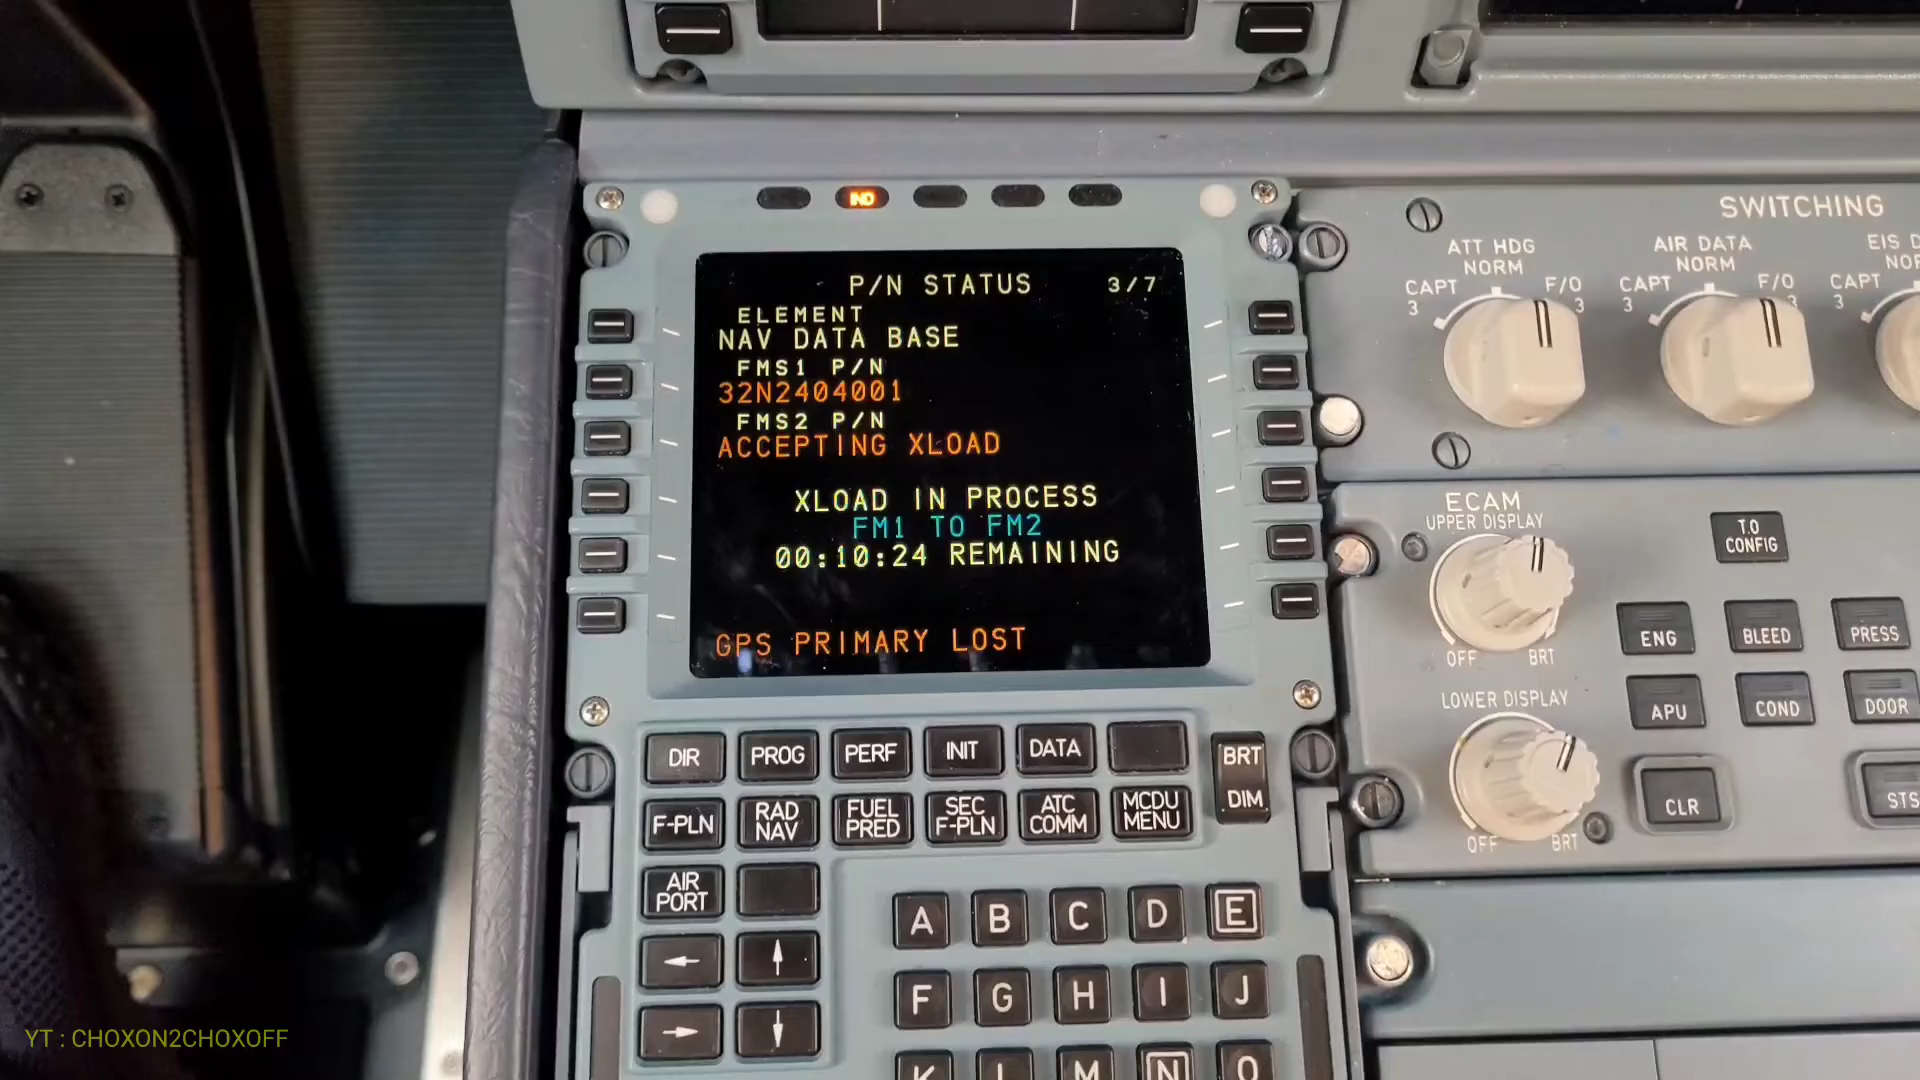 IND
P/N STATUS 3/7
ELEMENT
NAV DATA BASE
FMS1 P/N
32N2404001
FMS2 P/N
ACCEPTING XLOAD
XLOAD IN PROCESS
FM1 TO FM2
00:10:24 REMAINING
GPS PRIMARY LOST
SWITCHING
ATT HDG
NORM
CAPT
3
F/O
3
AIR DATA
NORM
CAPT
3
F/O
3
EIS
CAPT
3
ECAM
UPPER DISPLAY
OFF
BRT
T.O
CONFIG
ENG
BLEED
PRESS
APU
COND
DOOR
LOWER DISPLAY
OFF
BRT
CLR
STS
DIR
PROG
PERF
INIT
DATA
BRT
DIM
F-PLN
RAD
NAV
FUEL
PRED
SEC
F-PLN
ATC
COMM
MCDU
MENU
AIR
PORT
←
↑
→
↓
A
B
C
D
E
F
G
H
I
J
K
L
M
N
O
YT : CHOXON2CHOXOFF